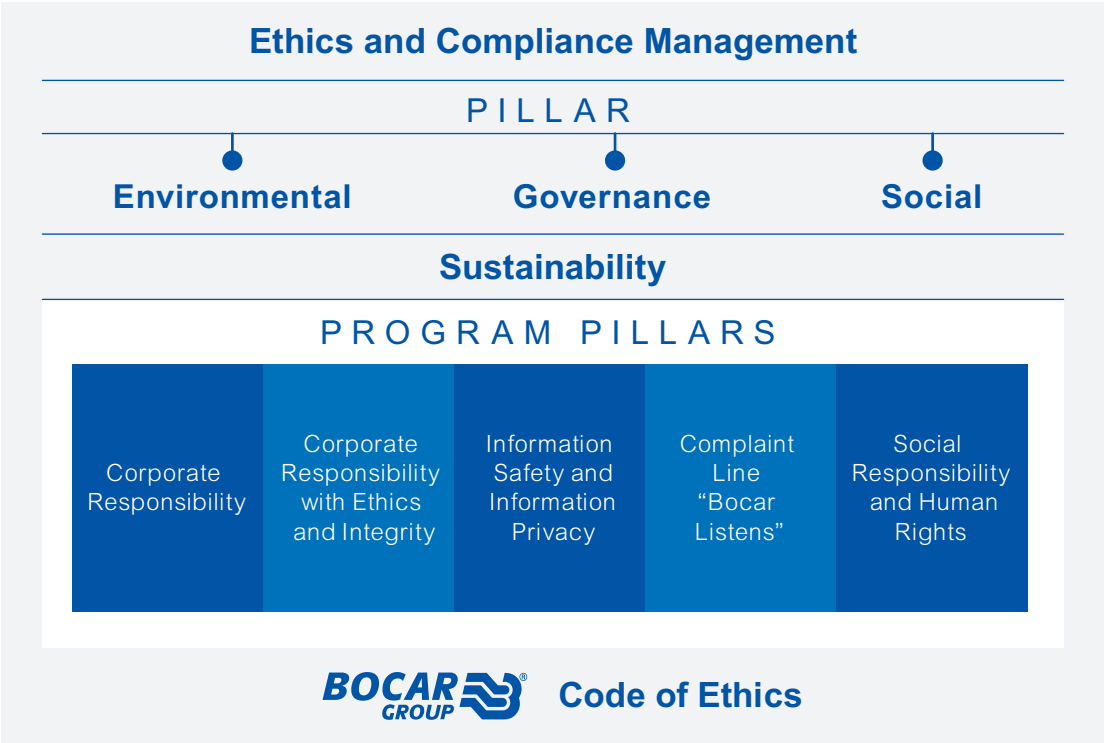 Ethics and Compliance Management
PILLAR
Environmental
Governance
Social
Sustainability
PROGRAM PILLARS
Corporate
Responsibility
Corporate
Responsibility
with Ethics
and Integrity
Information
Safety and
Information
Privacy
Complaint
Line
“Bocar
Listens”
Social
Responsibility
and Human
Rights
BOCAR
GROUP
®
Code of Ethics